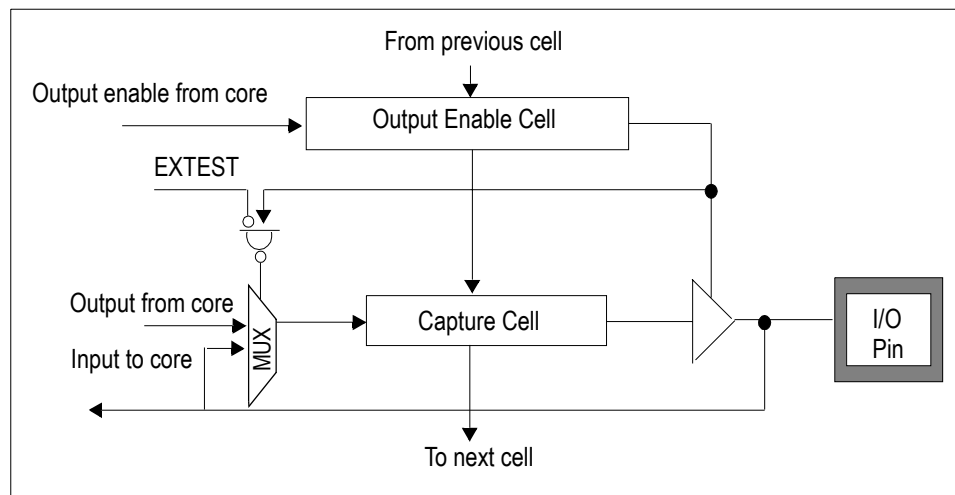 From previous cell
Output enable from core
Output Enable Cell
EXTEST
Output from core
Capture Cell
I/O
Pin
Input to core
MUX
To next cell